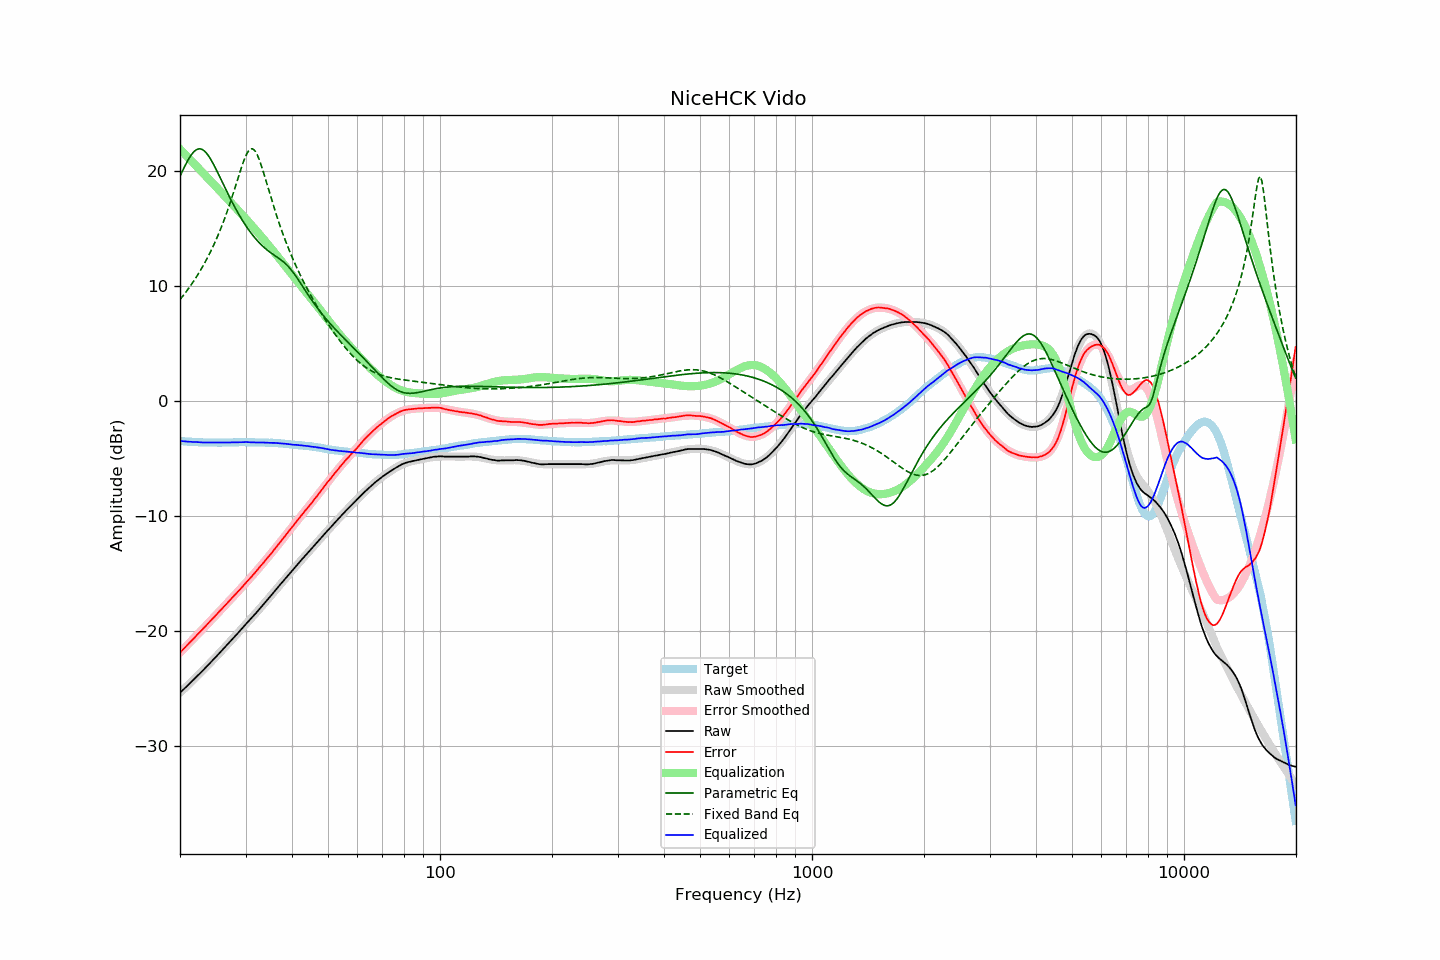 NiceHCK Vido
Amplitude (dBr)
20
10
0
−10
−20
−30
Target
Raw Smoothed
Error Smoothed
Raw
Error
Equalization
Parametric Eq
Fixed Band Eq
Equalized
100
1000
10000
Frequency (Hz)